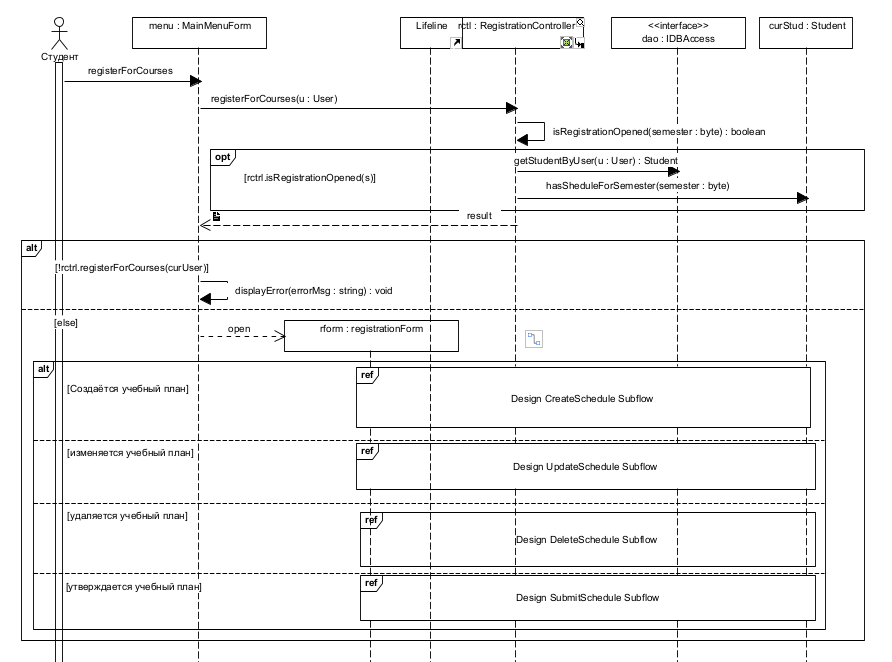 menu : MainMenuForm
Lifeline
rctl : RegistrationController
<<interface>>
dao : IDBAccess
curStud : Student
Студент
registerForCourses
registerForCourses(u : User)
isRegistrationOpened(semester : byte) : boolean
opt
getStudentByUser(u : User) : Student
[rctrl.isRegistrationOpened(s)]
hasSheduleForSemester(semester : byte)
result
alt
[!rctrl.registerForCourses(curUser)]
displayError(errorMsg : string) : void
[else]
open
rform : registrationForm
alt
ref
[Создаётся учебный план]
Design CreateSchedule Subflow
ref
[изменяется учебный план]
Design UpdateSchedule Subflow
[удаляется учебный план]
ref
Design DeleteSchedule Subflow
ref
[утверждается учебный план]
Design SubmitSchedule Subflow